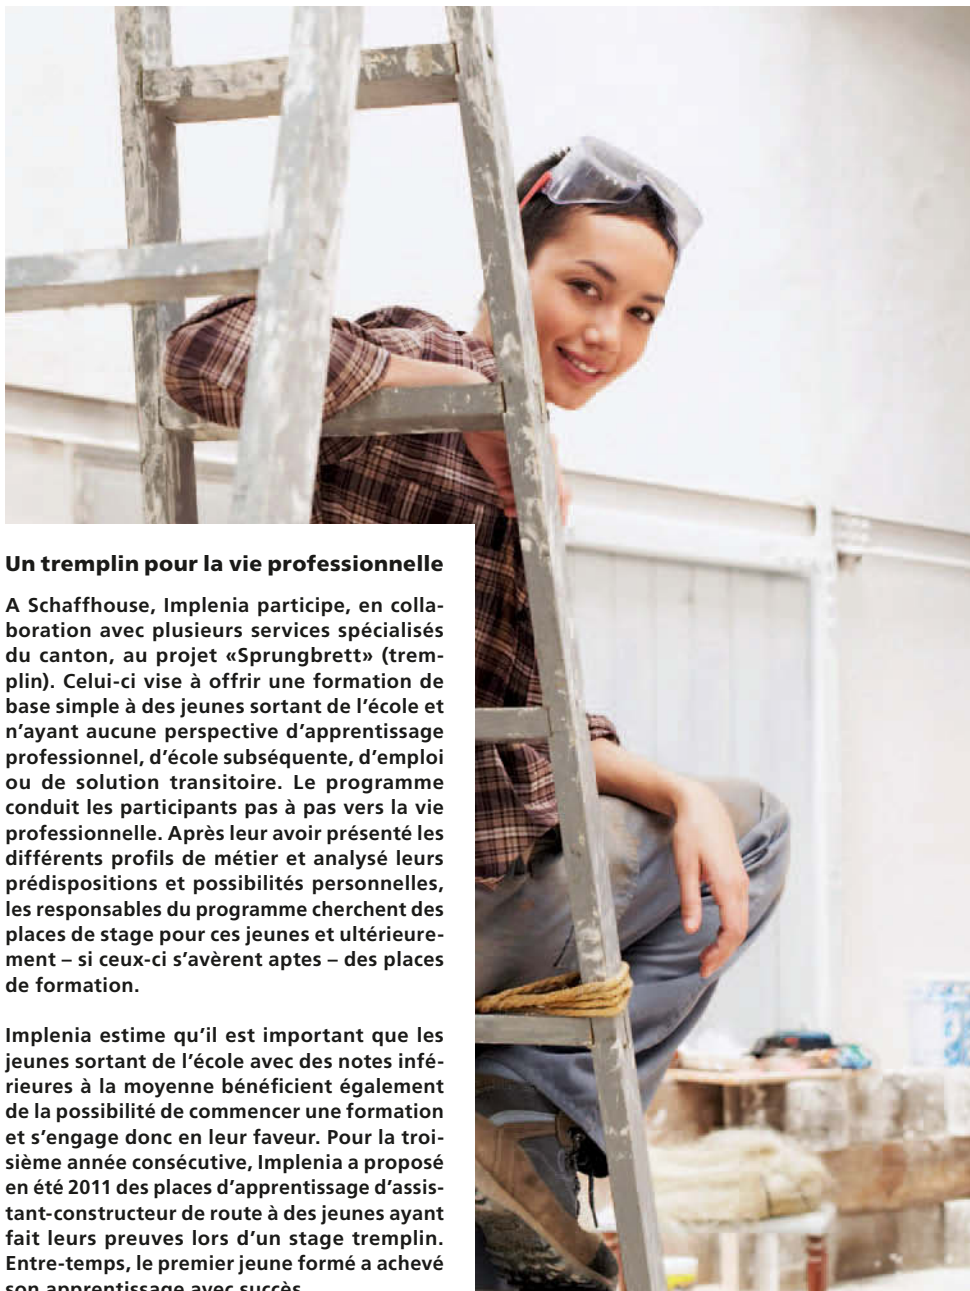 Un tremplin pour la vie professionnelle
A Schaffhouse, Implenia participe, en colla-
boration avec plusieurs services spécialisés
du canton, au projet «Sprungbrett» (trem-
plin). Celui-ci vise à offrir une formation de
base simple à des jeunes sortant de l’école et
n’ayant aucune perspective d’apprentissage
professionnel, d’école subséquente, d’emploi
ou de solution transitoire. Le programme
conduit les participants pas à pas vers la vie
professionnelle. Après leur avoir présenté les
différents profils de métier et analysé leurs
prédispositions et possibilités personnelles,
les responsables du programme cherchent des
places de stage pour ces jeunes et ultérieure-
ment – si ceux-ci s’avèrent aptes – des places
de formation.
Implenia estime qu’il est important que les
jeunes sortant de l’école avec des notes infé-
rieures à la moyenne bénéficient également
de la possibilité de commencer une formation
et s’engage donc en leur faveur. Pour la troi-
sième année consécutive, Implenia a proposé
en été 2011 des places d’apprentissage d’assis-
tant-constructeur de route à des jeunes ayant
fait leurs preuves lors d’un stage tremplin.
Entre-temps, le premier jeune formé a achevé
son apprentissage avec succès.